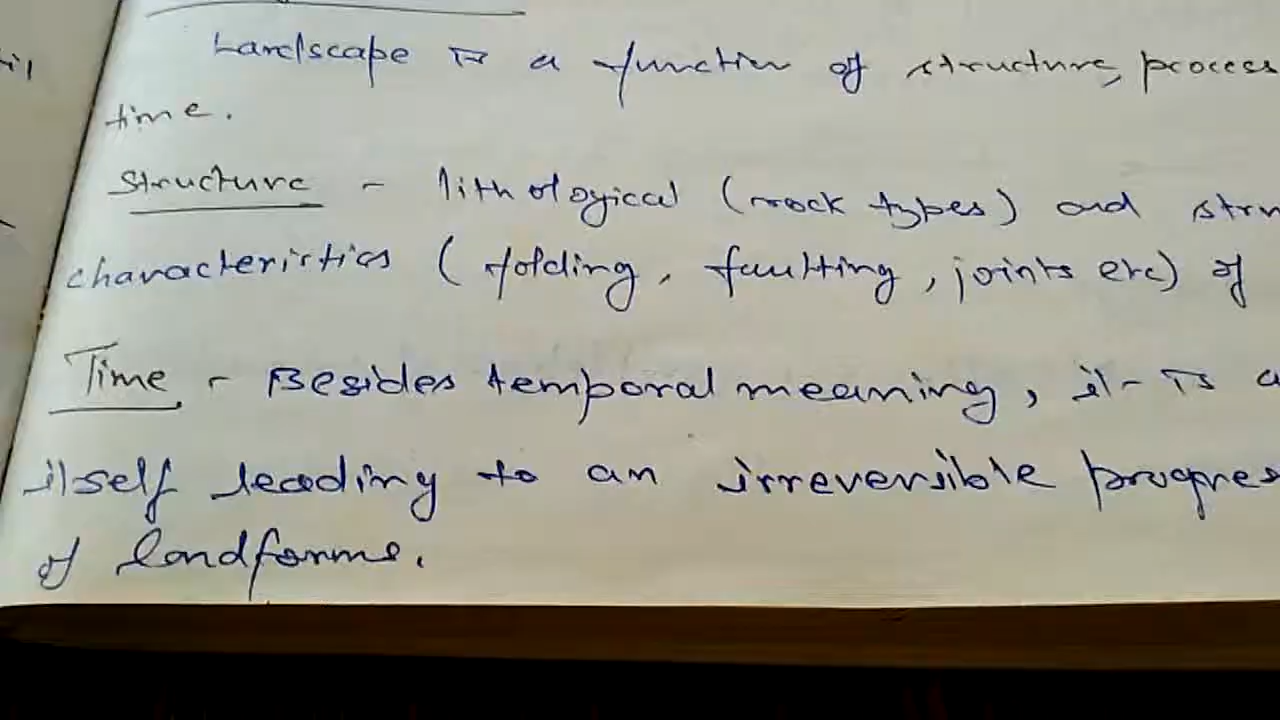 Landscape is a function of structure, process
time.
Structure - lithological (rock types) and
characteristics (folding, faulting, joints etc) of
Time - Besides temporal meaning, it is a
itself leading to an irreversible progres
of landforms.